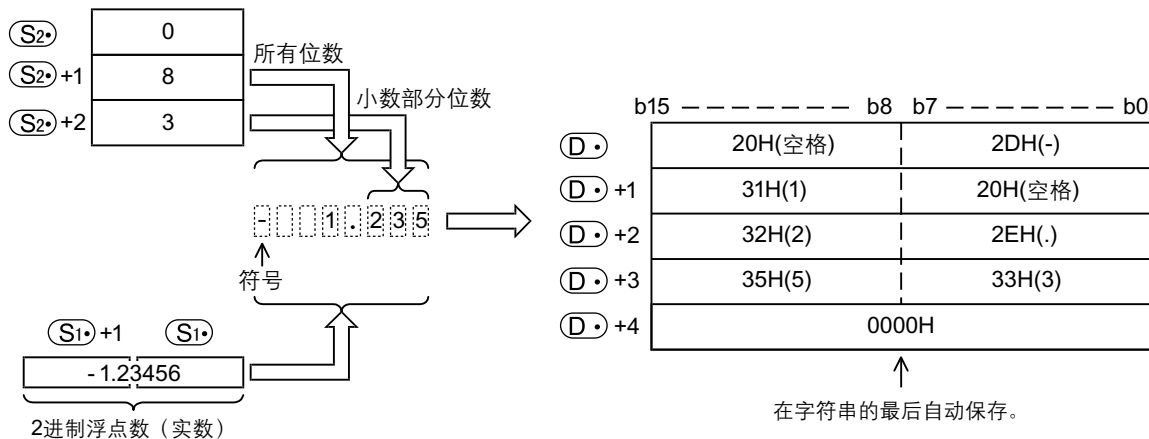 S2• 0
S2• +1 8
S2• +2 3
所有位数
小数部分位数
- 1 . 2 3 5
符号
S1• +1 S1•
- 1.23456
2进制浮点数（实数）
b15 b8 b7 b0
D • 20H(空格) 2DH(-)
D • +1 31H(1) 20H(空格)
D • +2 32H(2) 2EH(.)
D • +3 35H(5) 33H(3)
D • +4 0000H
在字符串的最后自动保存。